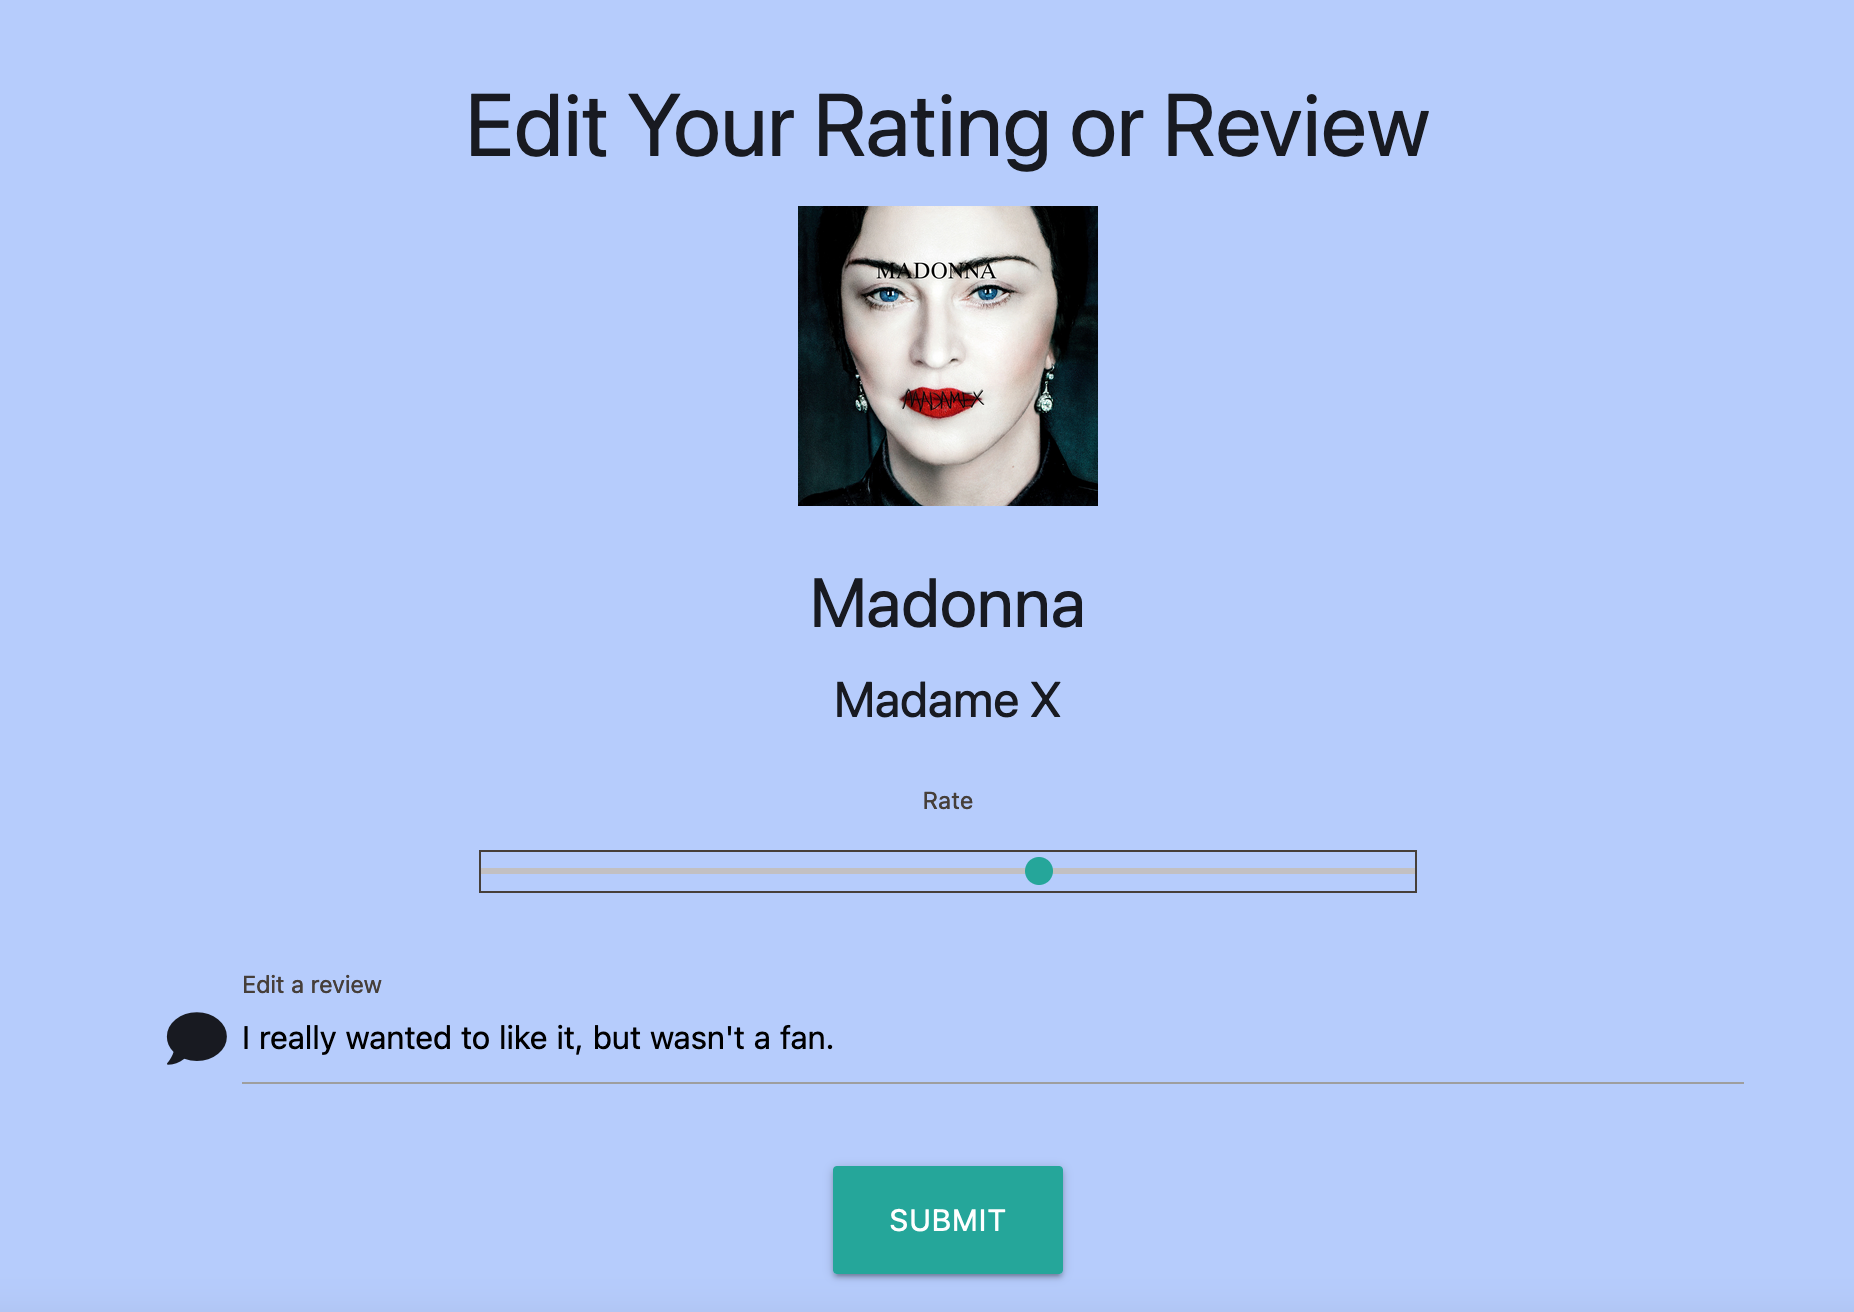 Edit Your Rating or Review
MADONNA
MADAME X
Madonna
Madame X
Rate
Edit a review
I really wanted to like it, but wasn't a fan.
SUBMIT